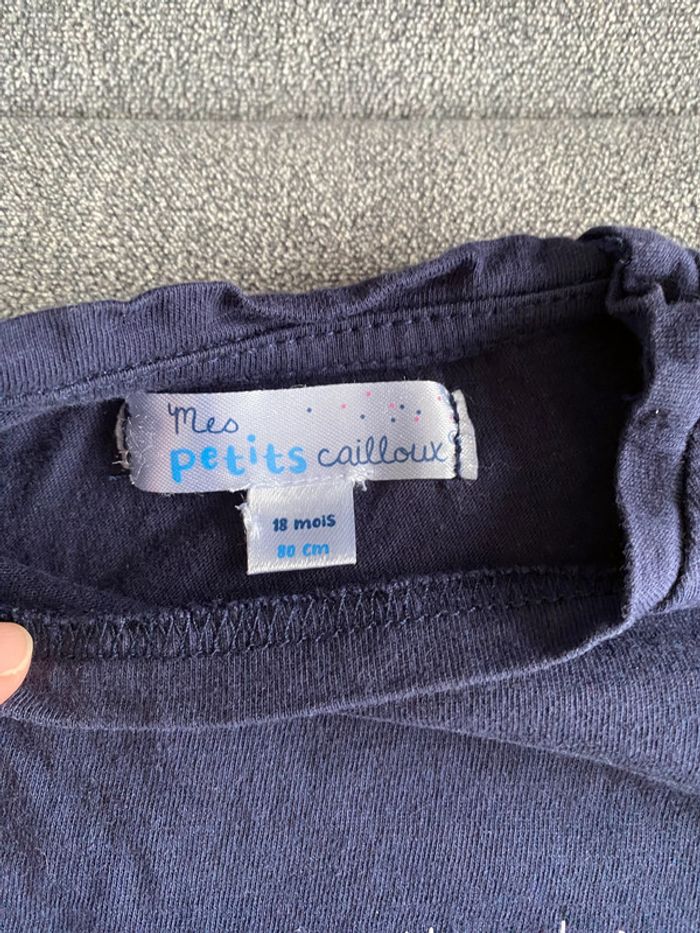 Mes
petits cailloux
18 mois
80 cm